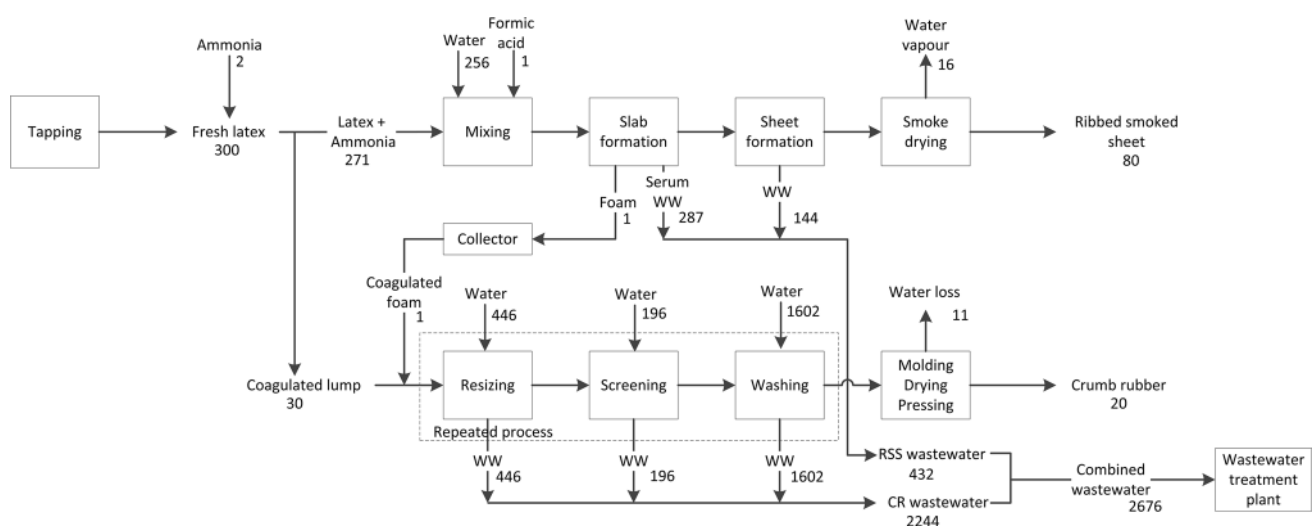 Ammonia
2
Water
256
Formic
acid
1
Water
vapour
16
Tapping
Fresh latex
300
Latex +
Ammonia
271
Mixing
Slab
formation
Sheet
formation
Smoke
drying
Ribbed smoked
sheet
80
Foam
1
Serum
WW
287
WW
144
Collector
Coagulated
foam
1
Water
446
Water
196
Water
1602
Water loss
11
Coagulated lump
30
Resizing
Screening
Washing
Molding
Drying
Pressing
Crumb rubber
20
Repeated process
WW
446
WW
196
WW
1602
RSS wastewater
432
CR wastewater
2244
Combined
wastewater
2676
Wastewater
treatment
plant